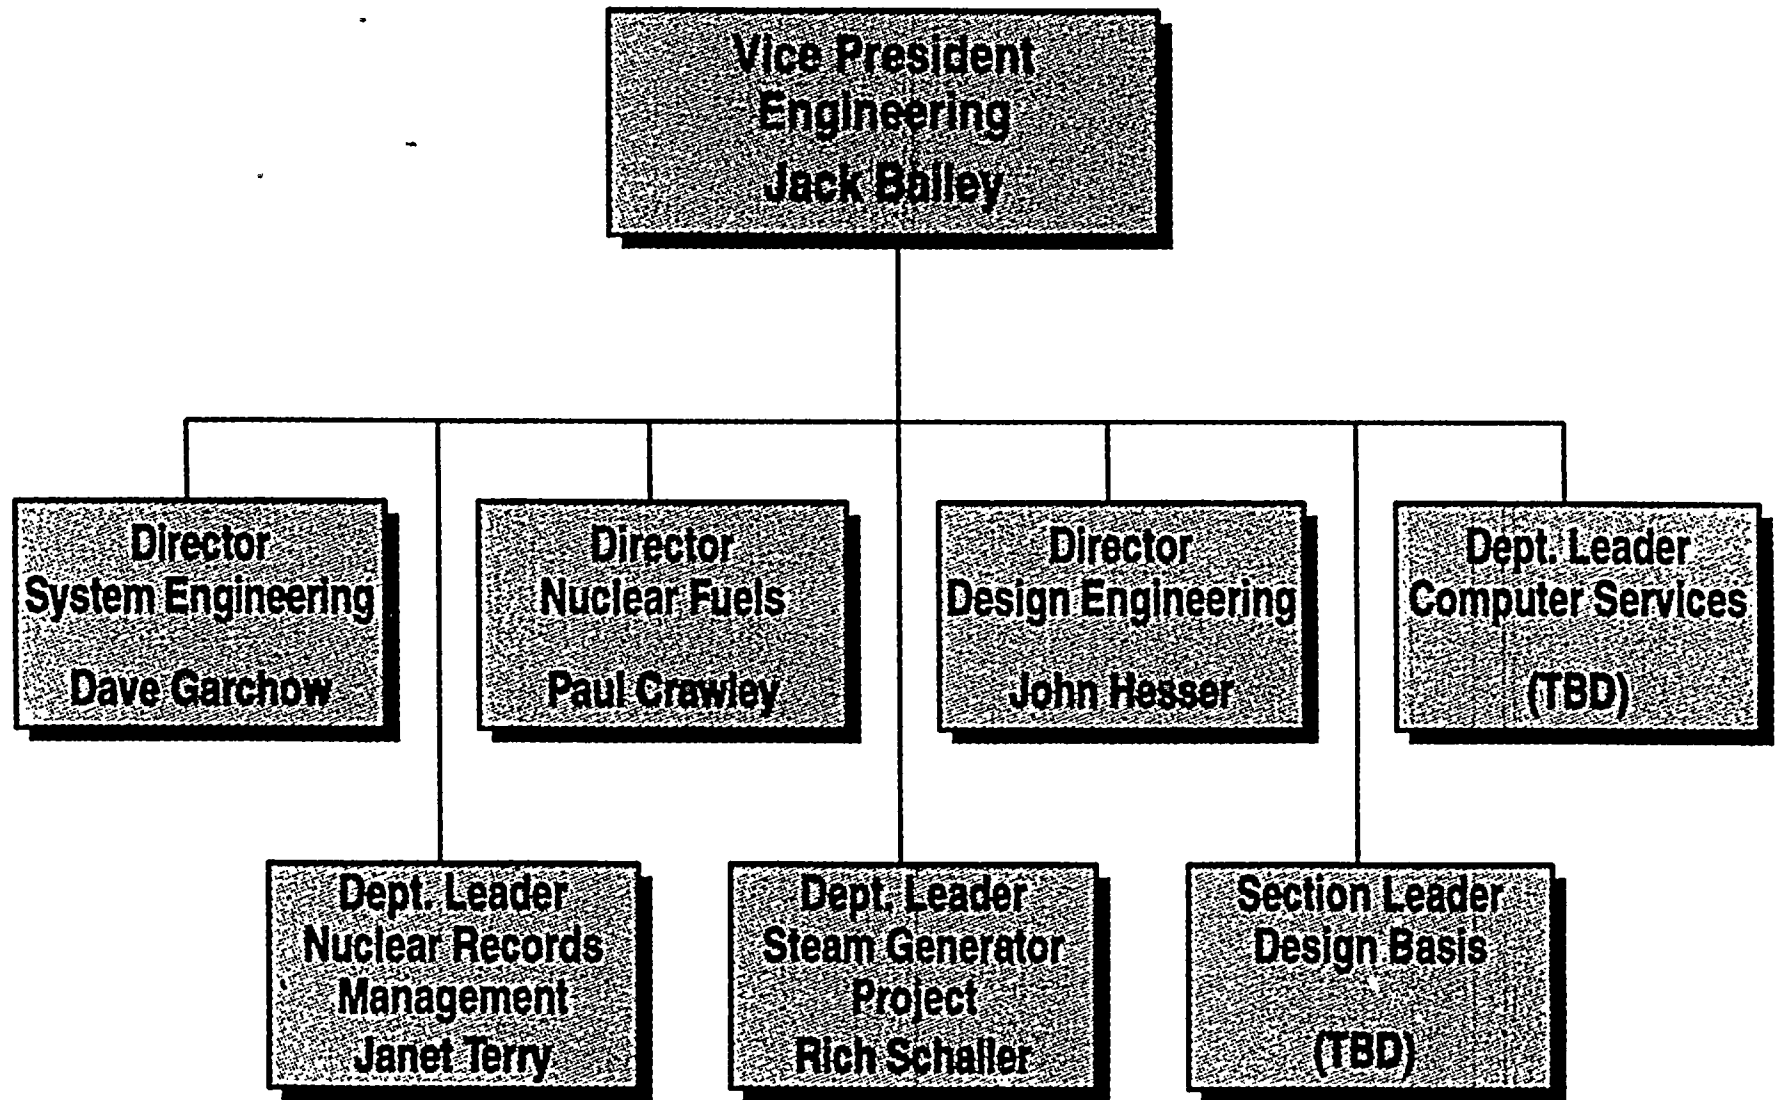 Vice President
Engineering
Jack Bailey
Director
System Engineering
Dave Garchow
Director
Nuclear Fuels
Paul Crawley
Director
Design Engineering
John Hesser
Dept. Leader
Computer Services
(TBD)
Dept. Leader
Nuclear Records
Management
Janet Terry
Dept. Leader
Steam Generator
Project
Rich Schaller
Section Leader
Design Basis
(TBD)